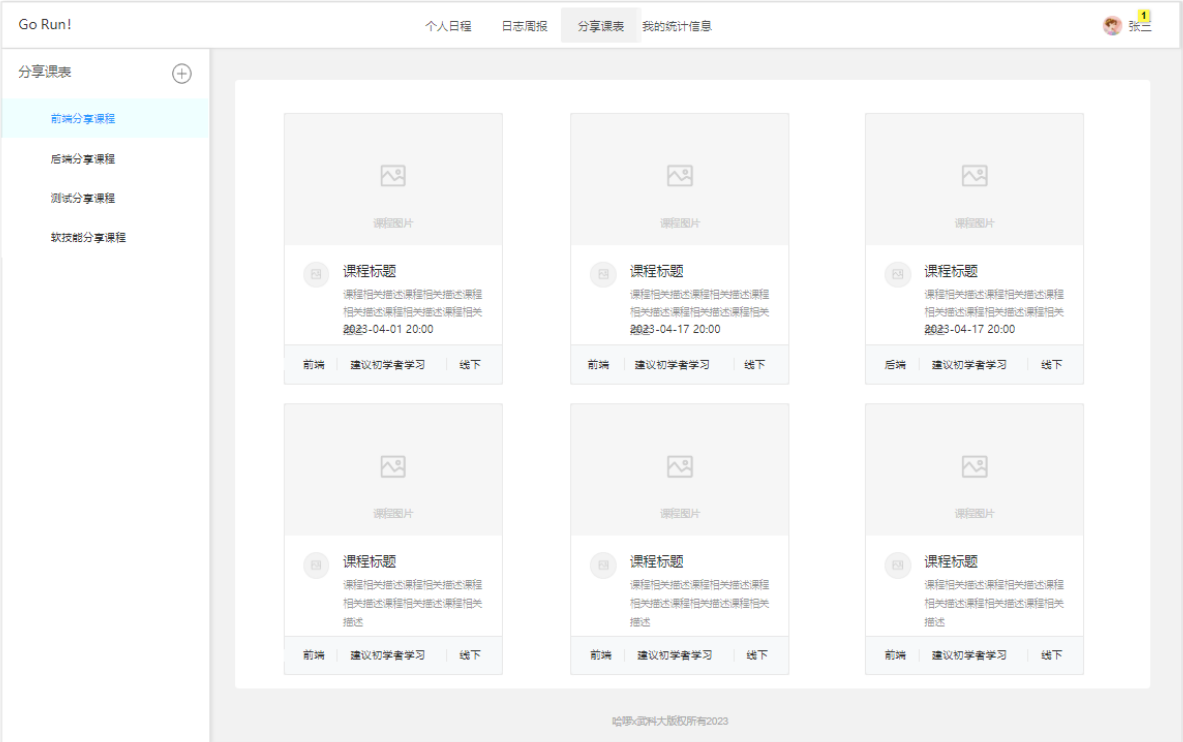 Go Run!
个人日程
日志周报
分享课表
我的统计信息
1
张三
分享课表
前端分享课程
后端分享课程
测试分享课程
软技能分享课程
课程图片
课程图片
课程图片
课程标题
课程相关描述课程相关描述课程
相关描述课程相关描述课程相关
2023-04-01 20:00
前端
建议初学者学习
线下
课程标题
课程相关描述课程相关描述课程
相关描述课程相关描述课程相关
2023-04-17 20:00
前端
建议初学者学习
线下
课程标题
课程相关描述课程相关描述课程
相关描述课程相关描述课程相关
2023-04-17 20:00
后端
建议初学者学习
线下
课程图片
课程图片
课程图片
课程标题
课程相关描述课程相关描述课程
相关描述课程相关描述课程相关
描述
前端
建议初学者学习
线下
课程标题
课程相关描述课程相关描述课程
相关描述课程相关描述课程相关
描述
前端
建议初学者学习
线下
课程标题
课程相关描述课程相关描述课程
相关描述课程相关描述课程相关
描述
前端
建议初学者学习
线下
哈啰x武科大版权所有2023